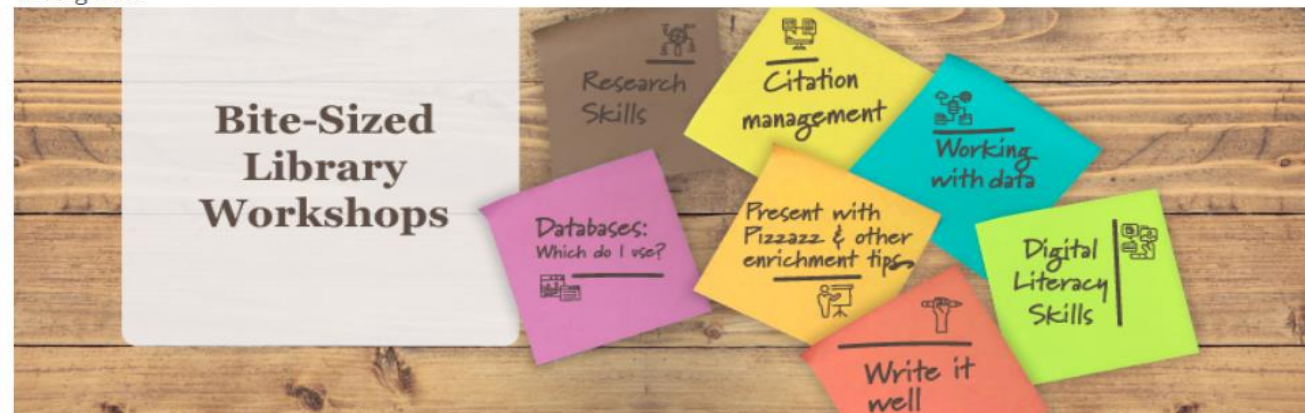 Bite-Sized
Library
Workshops
Research
Skills
Citation
management
Working
with data
Databases:
Which do I use?
Present with
Pizzazz & other
enrichment tips
Digital
Literacy
Skills
Write it
well